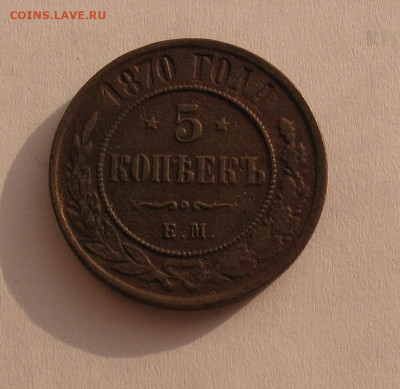 COINS.LAVE.RU
1870 ГОДА
5
КОПѢЕКЪ
Е.М.